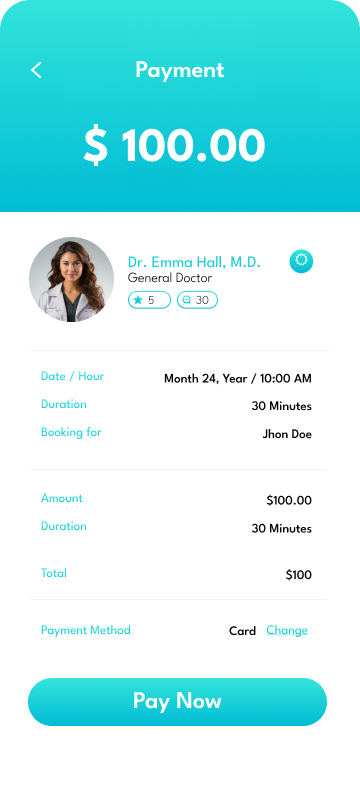 Payment
$ 100.00
Dr. Emma Hall, M.D.
General Doctor
5 30
Date / Hour Month 24, Year / 10:00 AM
Duration 30 Minutes
Booking for Jhon Doe
Amount $100.00
Duration 30 Minutes
Total $100
Payment Method Card Change
Pay Now